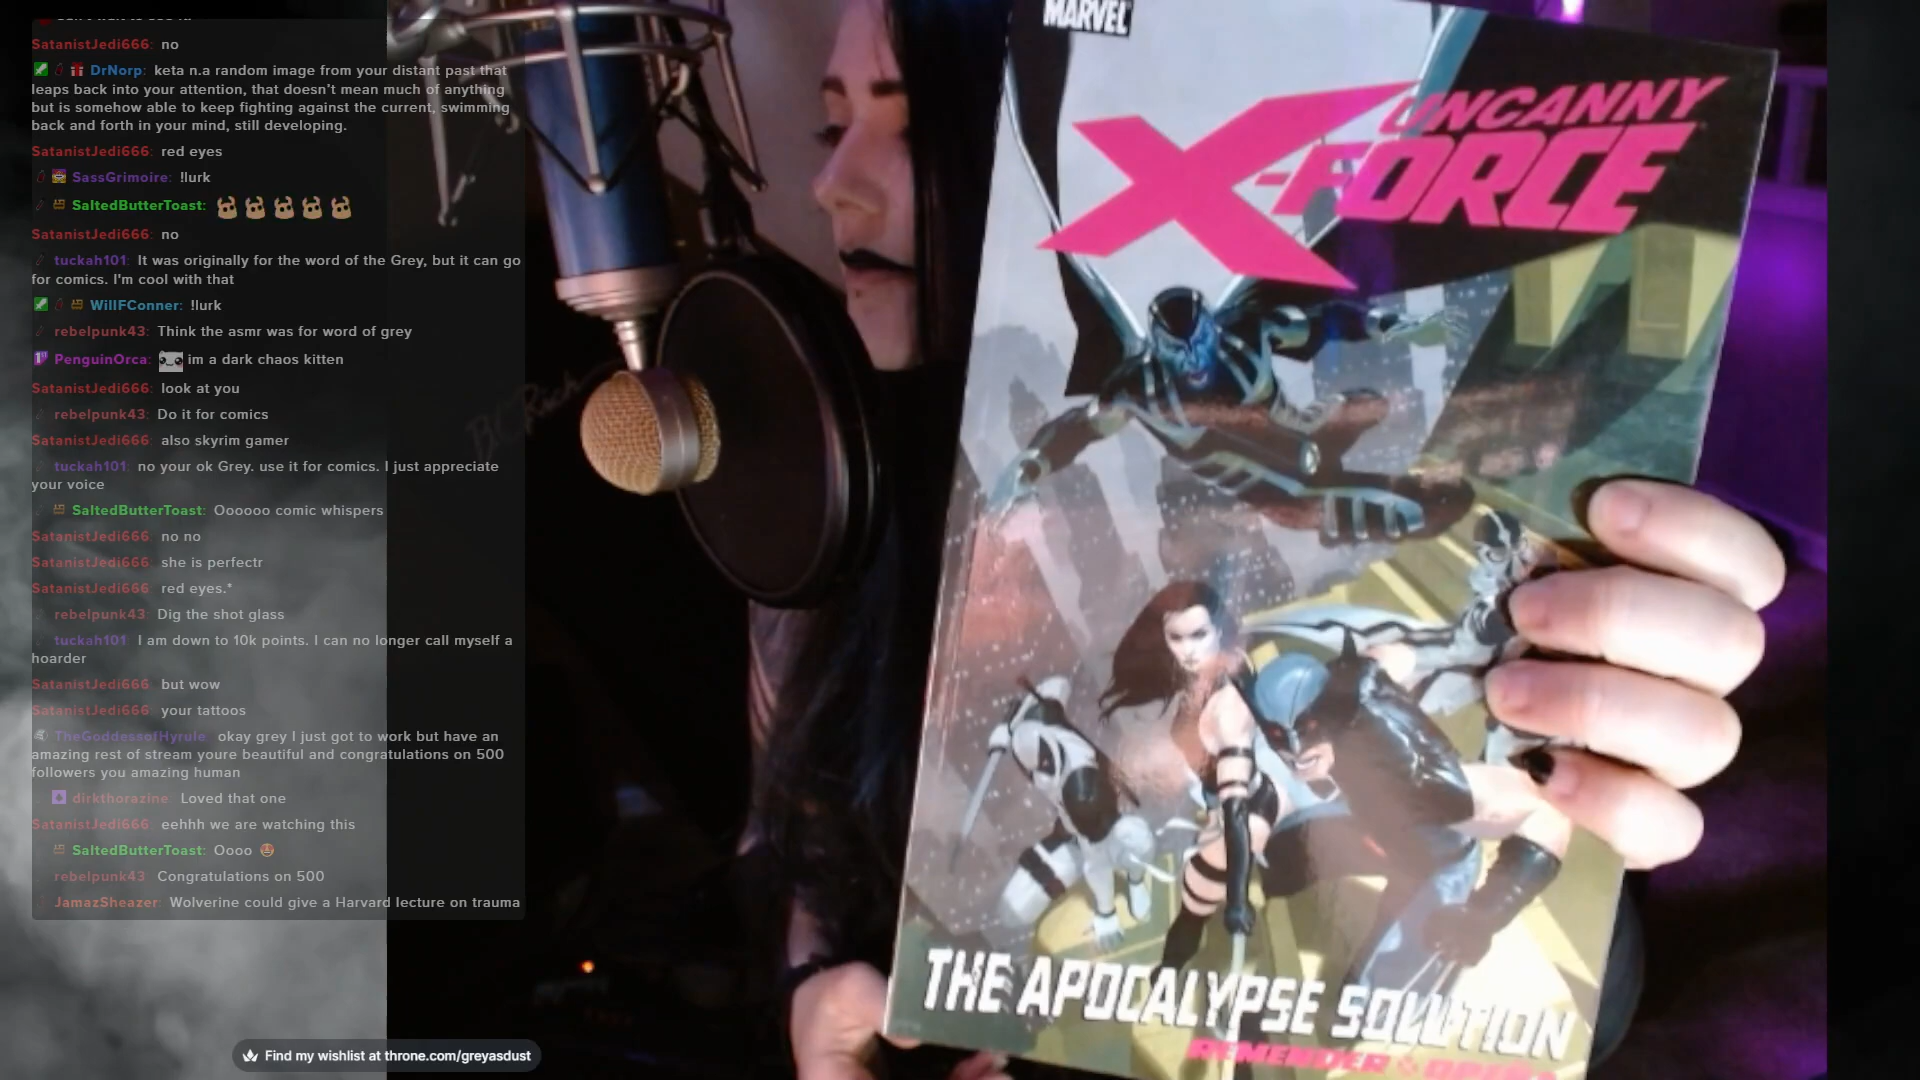 SatanistJedi666: no
DrNorp: keta n.a random image from your distant past that
leaps back into your attention, that doesn't mean much of anything
but is somehow able to keep fighting against the current, swimming
back and forth in your mind, still developing.
SatanistJedi666: red eyes
SassGrimoire: !lurk
SaltedButterToast:
SatanistJedi666: no
tuckah101: It was originally for the word of the Grey, but it can go
for comics. I'm cool with that
WillFConner: !lurk
rebelpunk43: Think the asmr was for word of grey
PenguinOrca: im a dark chaos kitten
SatanistJedi666: look at you
rebelpunk43: Do it for comics
SatanistJedi666: also skyrim gamer
tuckah101: no your ok Grey. use it for comics. I just appreciate
your voice
SaltedButterToast: Oooooo comic whispers
SatanistJedi666: no no
SatanistJedi666: she is perfectr
SatanistJedi666: red eyes.*
rebelpunk43: Dig the shot glass
tuckah101: I am down to 10k points. I can no longer call myself a
hoarder
SatanistJedi666: but wow
SatanistJedi666: your tattoos
TheGoddessofHyrule: okay grey I just got to work but have an
amazing rest of stream youre beautiful and congratulations on 500
followers you amazing human
dirkthorazine: Loved that one
SatanistJedi666: eehhh we are watching this
SaltedButterToast: Oooo
rebelpunk43: Congratulations on 500
JamazSheazer: Wolverine could give a Harvard lecture on trauma
Find my wishlist at throne.com/greyasdust
BC Rich
MARVEL
UNCANNY
X-FORCE
THE APOCALYPSE SOLUTION
REMENDER